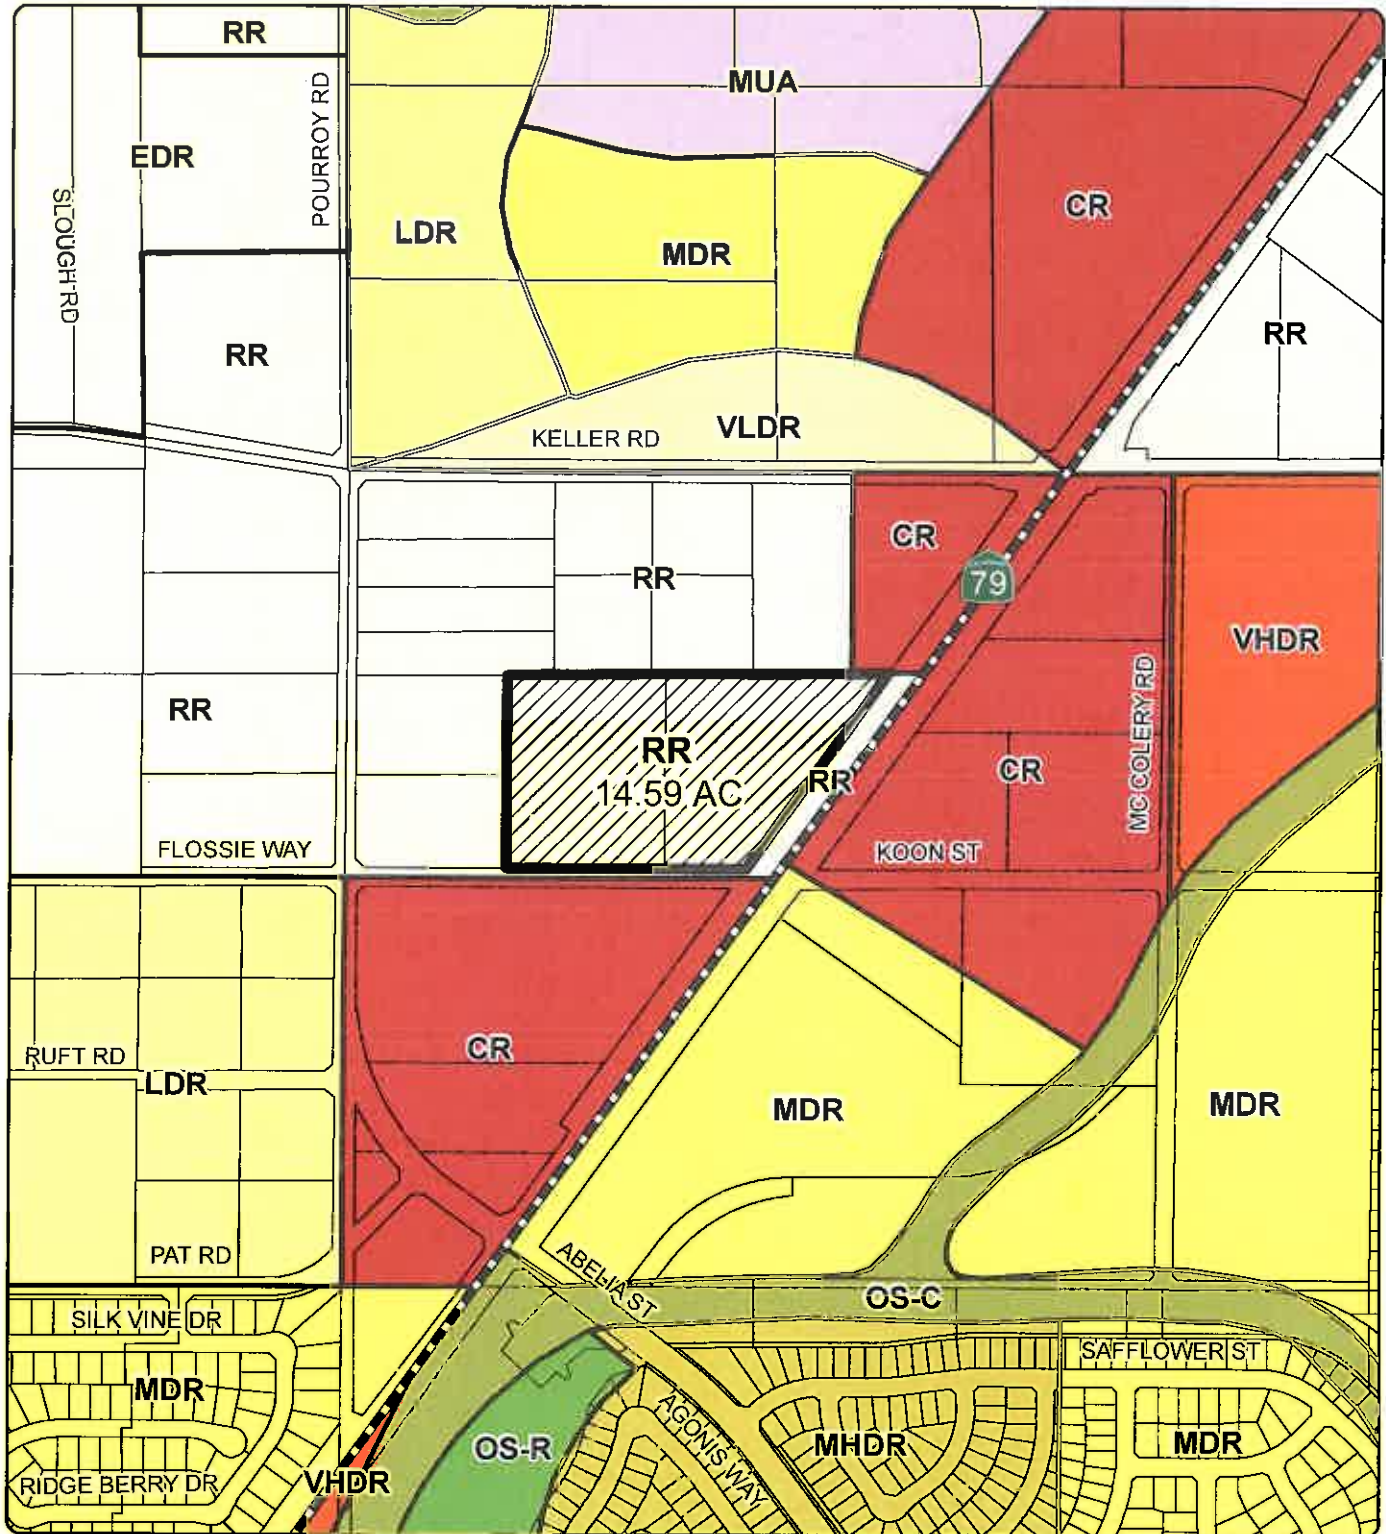 RR
MUA
POURROY RD
EDR
SLOUGH RD
LDR
MDR
CR
RR
RR
KELLER RD
VLDR
CR
79
RR
VHDR
MC COLERY RD
RR
RR
14.59 AC
RR
CR
FLOSSIE WAY
KOON ST
CR
RUFT RD
LDR
MDR
MDR
PAT RD
ABELIA ST
OS-C
SILK VINE DR
SAFFLOWER ST
MDR
AGONIS WAY
OS-R
MHDR
MDR
RIDGE BERRY DR
VHDR